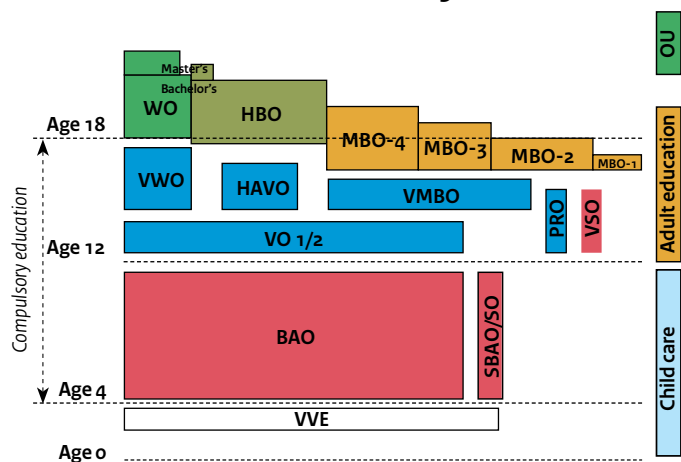 OU
Master's
Bachelor's
WO
HBO
Age 18
MBO-4
MBO-3
MBO-2
MBO-1
VWO
HAVO
VMBO
PRO
VSO
Adult education
VO 1/2
Age 12
Compulsory education
BAO
SBAO/SO
Child care
Age 4
VVE
Age 0